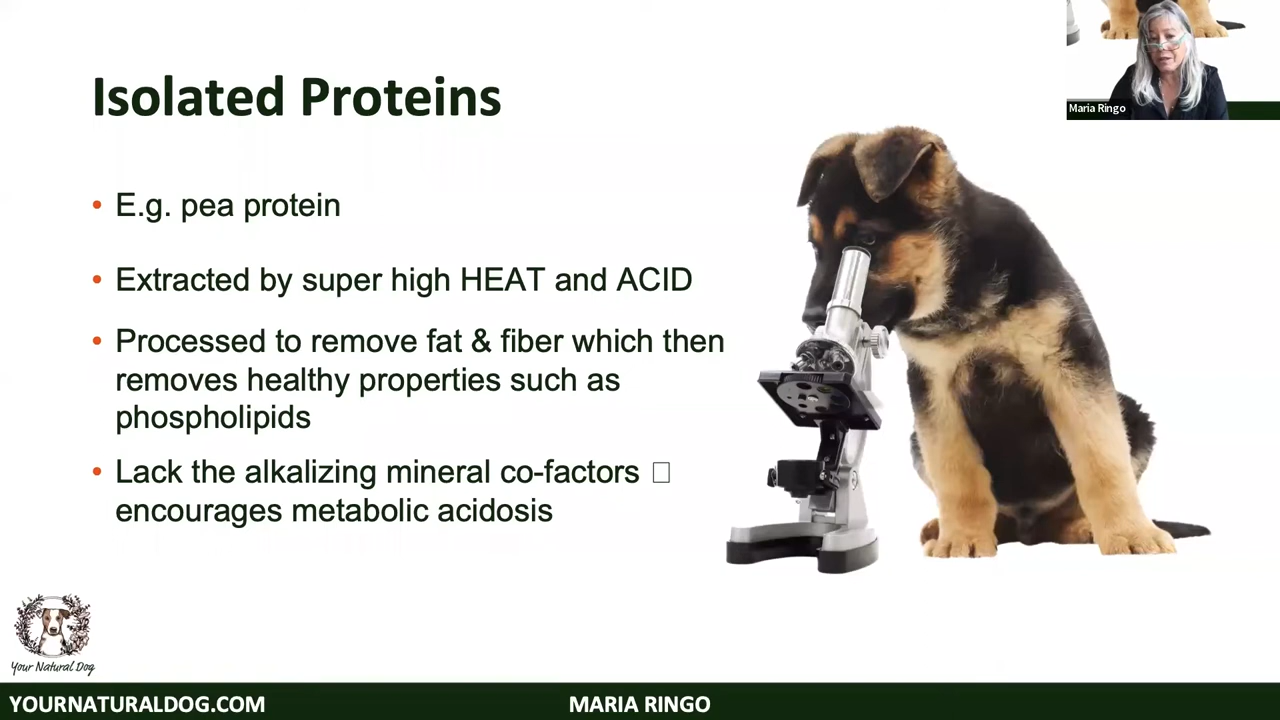 Isolated Proteins
• E.g. pea protein
• Extracted by super high HEAT and ACID
• Processed to remove fat & fiber which then
removes healthy properties such as
phospholipids
• Lack the alkalizing mineral co-factors □
encourages metabolic acidosis
Maria Ringo
Your Natural Dog
YOURNATURALDOG.COM
MARIA RINGO